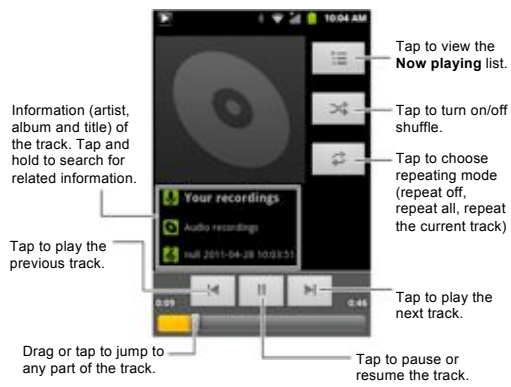 10:04 AM
Tap to view the
Now playing list.
Tap to turn on/off
shuffle.
Tap to choose
repeating mode
(repeat off,
repeat all, repeat
the current track)
Information (artist,
album and title) of
the track. Tap and
hold to search for
related information.
Your recordings
Audio recordings
null 2011-04-28 10:03:51
Tap to play the
previous track.
0:09
0:46
Tap to play the
next track.
Drag or tap to jump to
any part of the track.
Tap to pause or
resume the track.